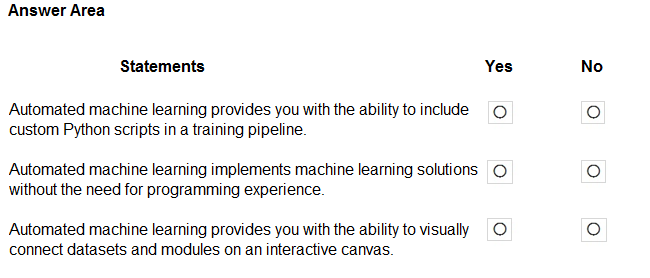 Answer Area
Statements Yes No
Automated machine learning provides you with the ability to include
custom Python scripts in a training pipeline.
Automated machine learning implements machine learning solutions
without the need for programming experience.
Automated machine learning provides you with the ability to visually
connect datasets and modules on an interactive canvas.